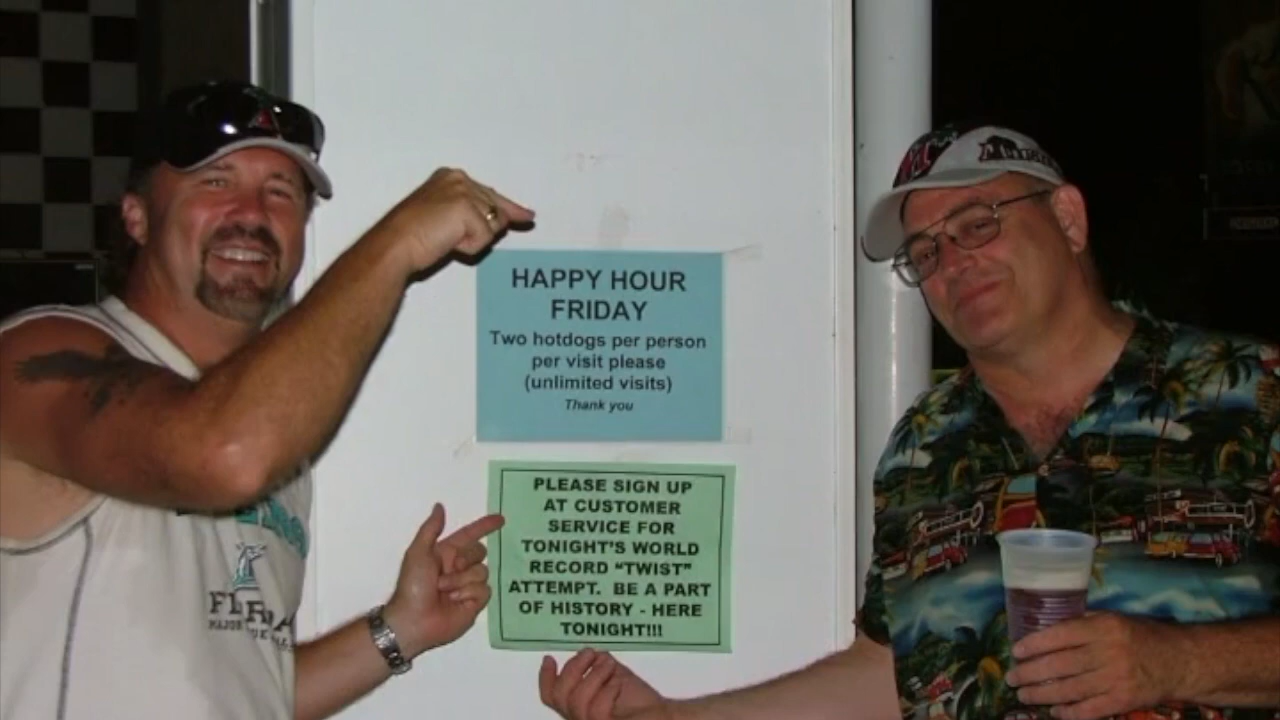 HAPPY HOUR
FRIDAY
Two hotdogs per person
per visit please
(unlimited visits)
Thank you
PLEASE SIGN UP
AT CUSTOMER
SERVICE FOR
TONIGHT'S WORLD
RECORD “TWIST”
ATTEMPT. BE A PART
OF HISTORY - HERE
TONIGHT!!!